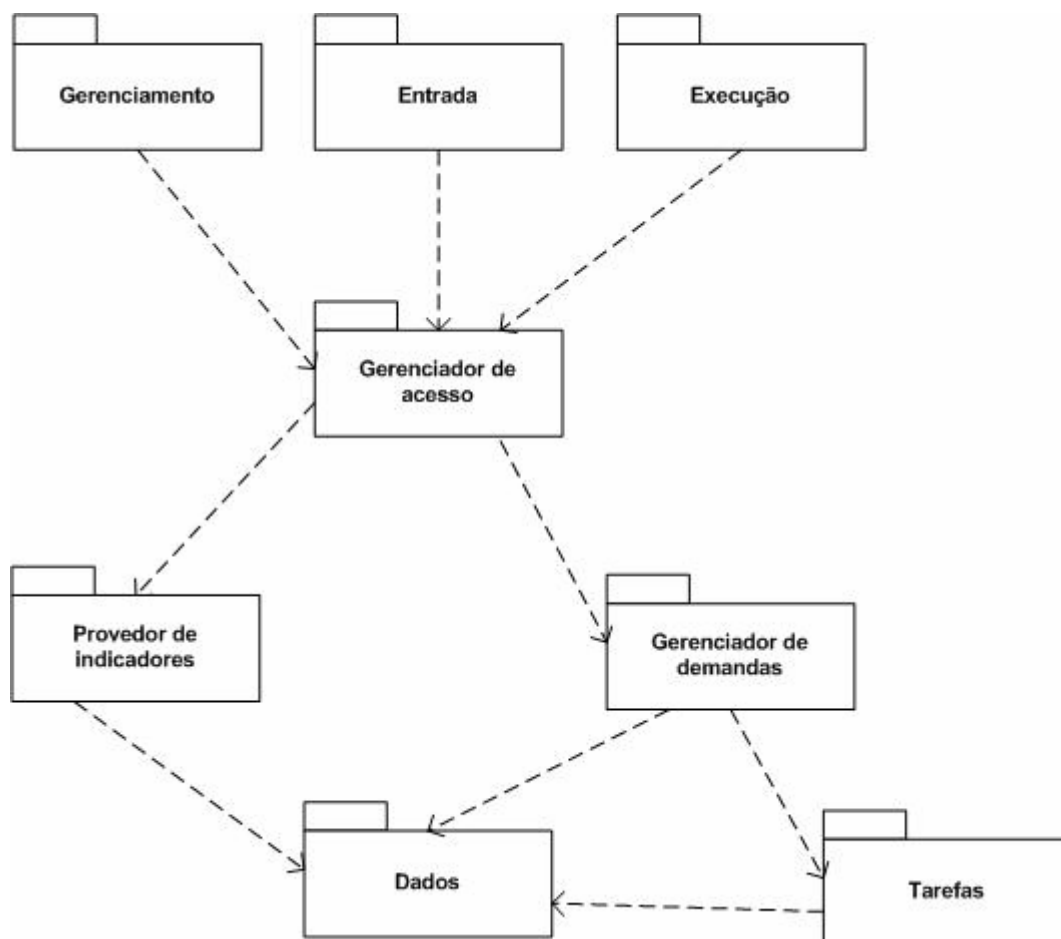 Gerenciamento
Entrada
Execução
Gerenciador de
acesso
Provedor de
indicadores
Gerenciador de
demandas
Dados
Tarefas